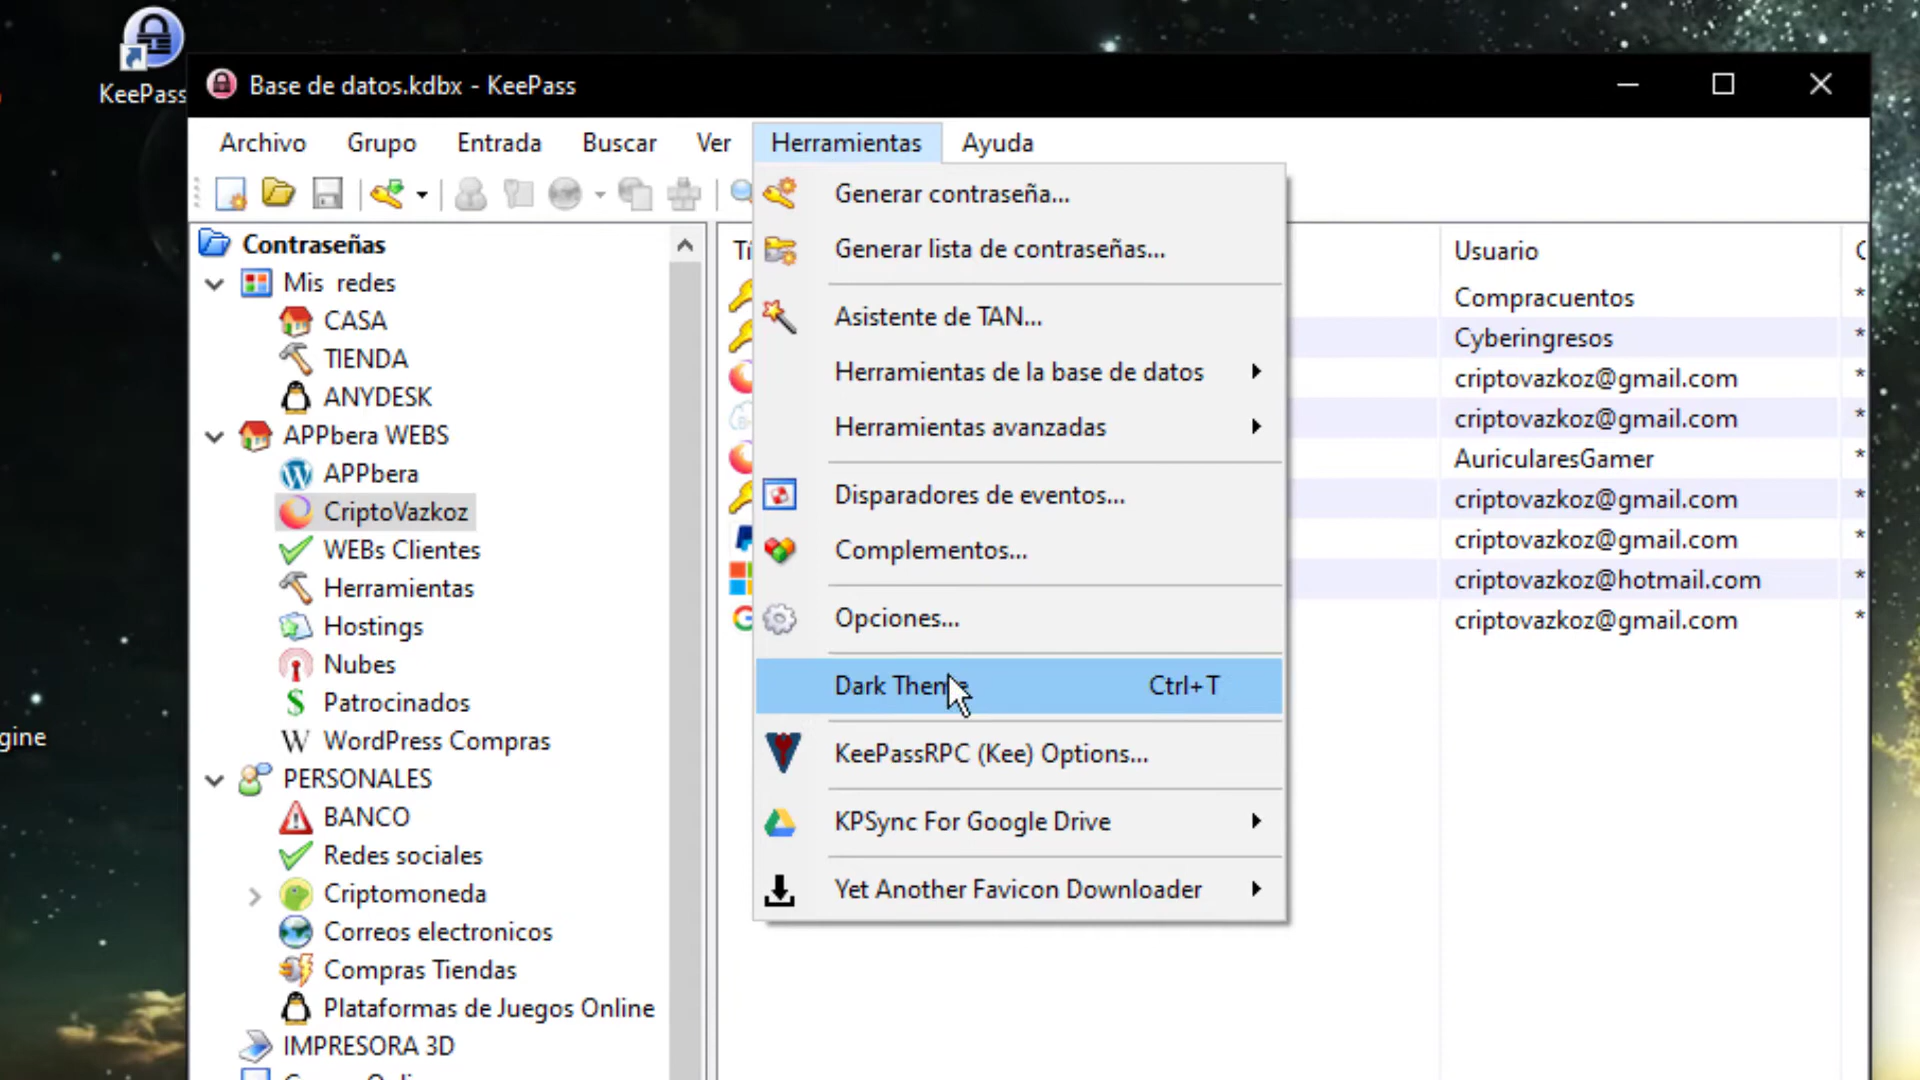 KeePass
Base de datos.kdbx - KeePass
Archivo Grupo Entrada Buscar Ver Herramientas Ayuda
Contraseñas
Mis redes
CASA
TIENDA
ANYDESK
APPbera WEBS
APPbera
CriptoVazkoz
WEBs Clientes
Herramientas
Hostings
Nubes
Patrocinados
WordPress Compras
PERSONALES
BANCO
Redes sociales
Criptomoneda
Correos electronicos
Compras Tiendas
Plataformas de Juegos Online
IMPRESORA 3D
Generar contraseña...
Generar lista de contraseñas...
Asistente de TAN...
Herramientas de la base de datos
Herramientas avanzadas
Disparadores de eventos...
Complementos...
Opciones...
Dark Theme Ctrl+T
KeePassRPC (Kee) Options...
KPSync For Google Drive
Yet Another Favicon Downloader
Usuario
Compracuentos *
Cyberingresos *
criptovazkoz@gmail.com *
criptovazkoz@gmail.com *
AuricularesGamer *
criptovazkoz@gmail.com *
criptovazkoz@gmail.com *
criptovazkoz@hotmail.com *
criptovazkoz@gmail.com *
gine